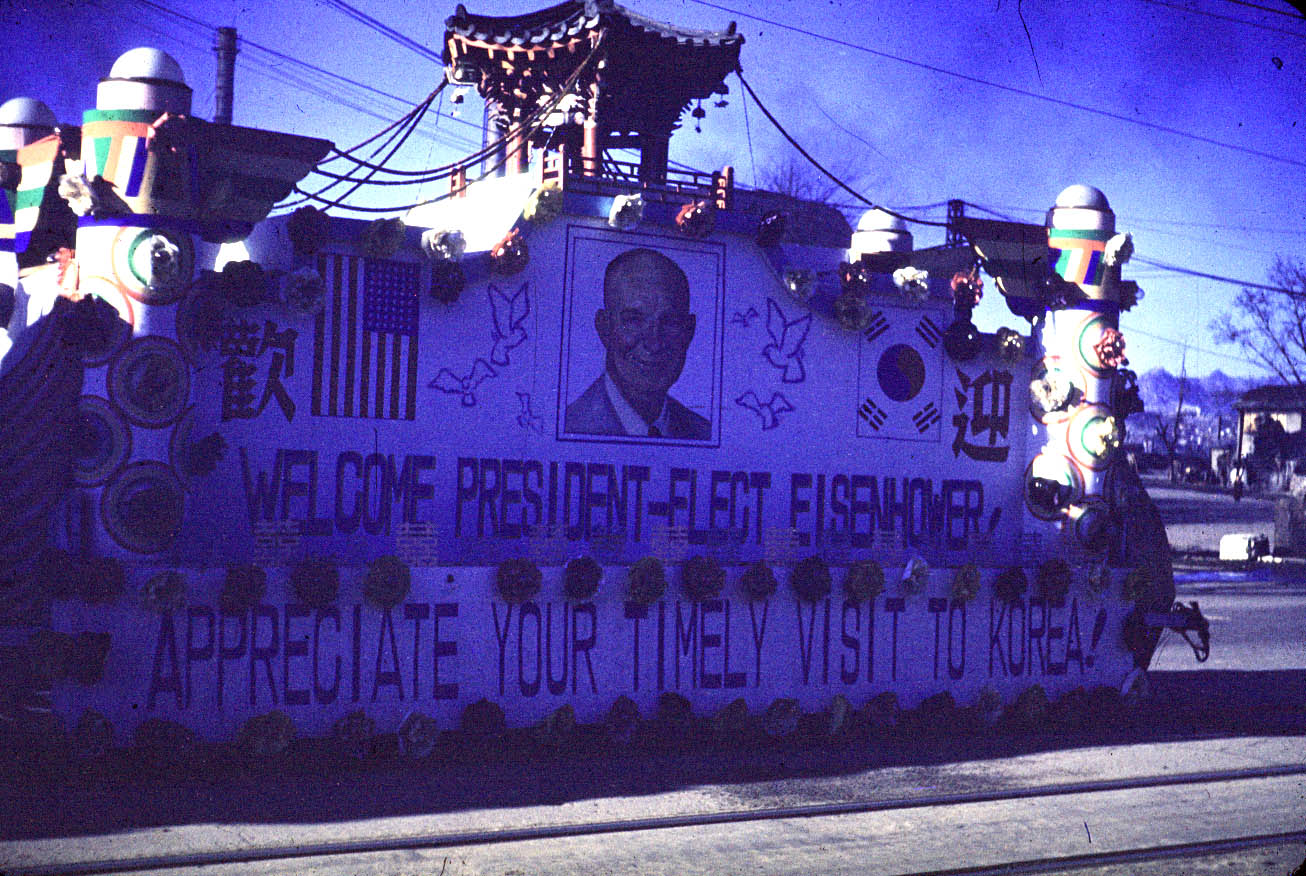 歡 迎
WELCOME PRESIDENT-ELECT EISENHOWER!
APPRECIATE YOUR TIMELY VISIT TO KOREA!